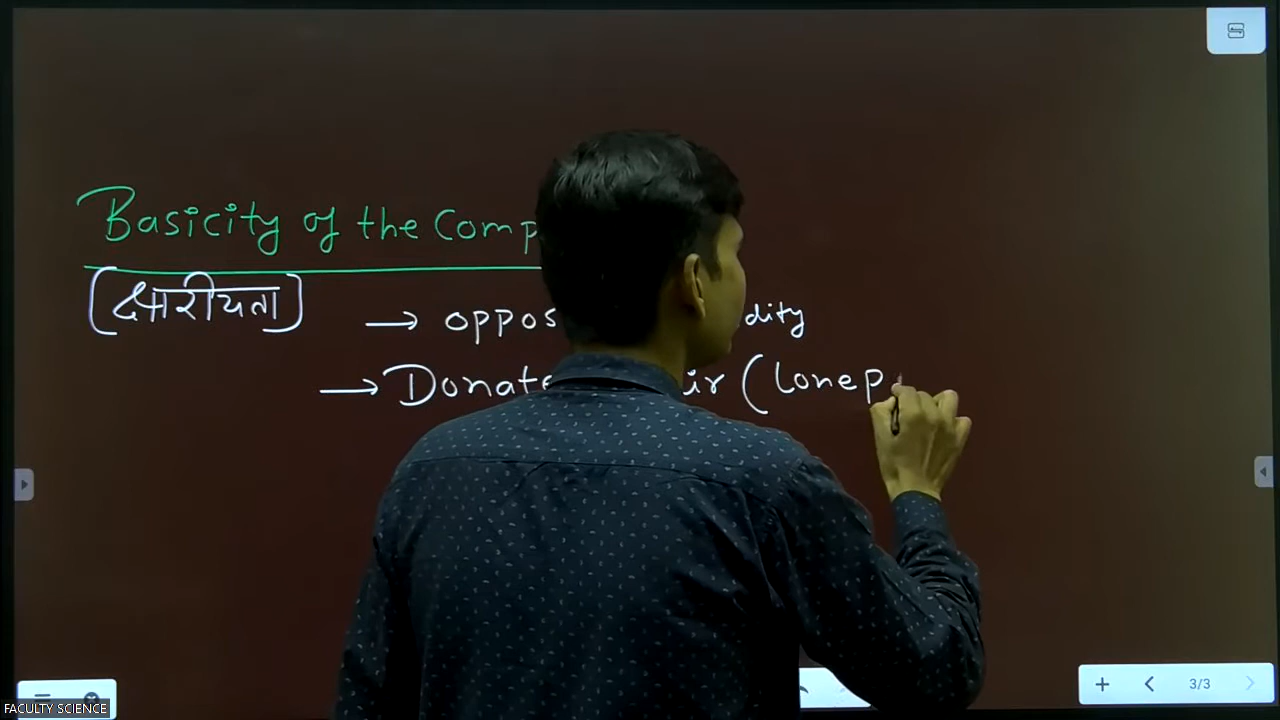 Basicity of the Comp
[क्षारीयता]
→ oppos dity
→ Donate ir (lonep
3/3
FACULTY SCIENCE